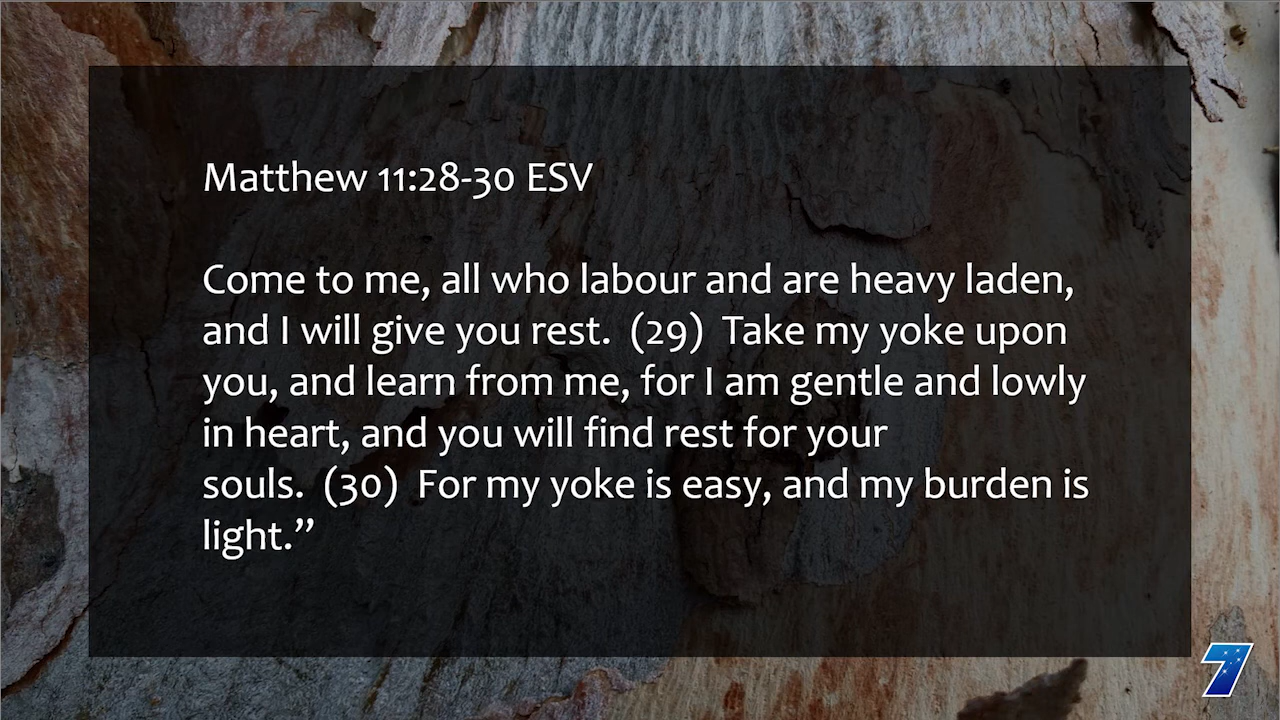 Matthew 11:28-30 ESV
Come to me, all who labour and are heavy laden,
and I will give you rest.  (29)  Take my yoke upon
you, and learn from me, for I am gentle and lowly
in heart, and you will find rest for your
souls.  (30)  For my yoke is easy, and my burden is
light.”
7